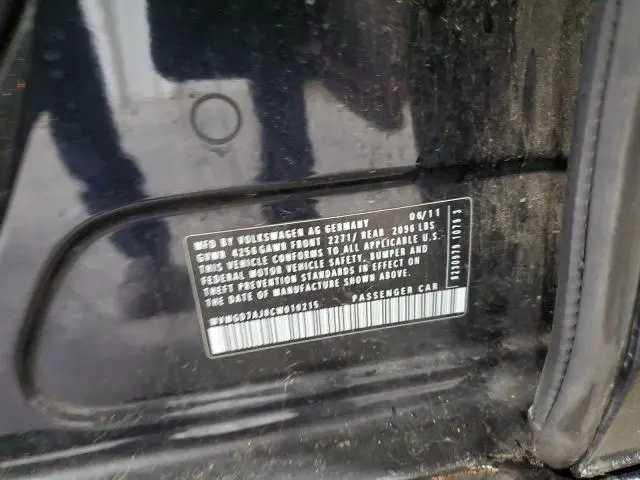 MFD BY VOLKSWAGEN AG GERMANY 06/11
GVWR 4256 GAWR FRONT 2271/ REAR 2096 LBS
THIS VEHICLE CONFORMS TO ALL APPLICABLE U.S.
FEDERAL MOTOR VEHICLE SAFETY, BUMPER AND
THEFT PREVENTION STANDARDS IN EFFECT ON
THE DATE OF MANUFACTURE SHOWN ABOVE.
PASSENGER CAR